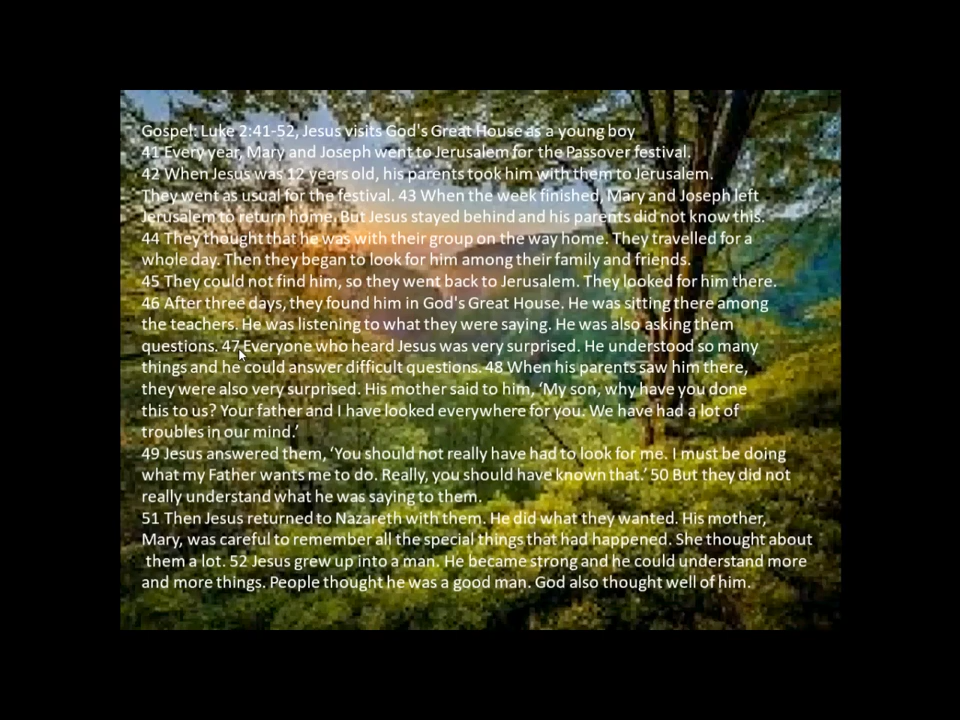 Gospel: Luke 2:41-52, Jesus visits God's Great House as a young boy
41 Every year, Mary and Joseph went to Jerusalem for the Passover festival.
42 When Jesus was 12 years old, his parents took him with them to Jerusalem.
They went as usual for the festival. 43 When the week finished, Mary and Joseph left
Jerusalem to return home. But Jesus stayed behind and his parents did not know this.
44 They thought that he was with their group on the way home. They travelled for a
whole day. Then they began to look for him among their family and friends.
45 They could not find him, so they went back to Jerusalem. They looked for him there.
46 After three days, they found him in God's Great House. He was sitting there among
the teachers. He was listening to what they were saying. He was also asking them
questions. 47 Everyone who heard Jesus was very surprised. He understood so many
things and he could answer difficult questions. 48 When his parents saw him there,
they were also very surprised. His mother said to him, ‘My son, why have you done
this to us? Your father and I have looked everywhere for you. We have had a lot of
troubles in our mind.’
49 Jesus answered them, ‘You should not really have had to look for me. I must be doing
what my Father wants me to do. Really, you should have known that.’ 50 But they did not
really understand what he was saying to them.
51 Then Jesus returned to Nazareth with them. He did what they wanted. His mother,
Mary, was careful to remember all the special things that had happened. She thought about
them a lot. 52 Jesus grew up into a man. He became strong and he could understand more
and more things. People thought he was a good man. God also thought well of him.